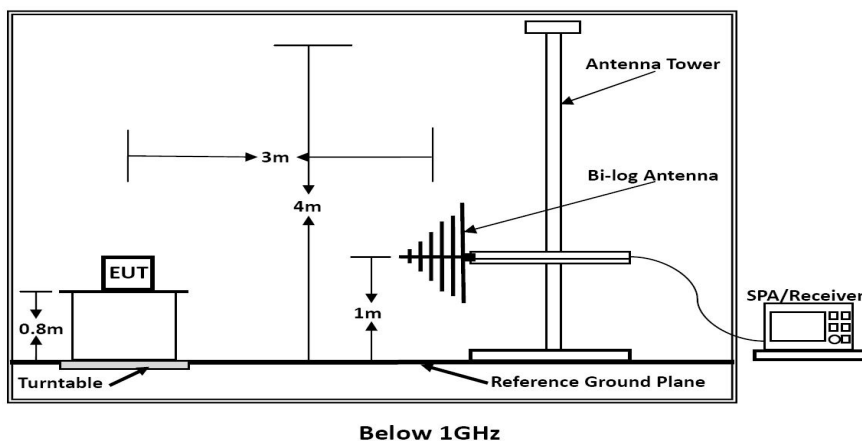 Antenna Tower
3m
Bi-log Antenna
4m
EUT
SPA/Receiver
0.8m
1m
Turntable
Reference Ground Plane
Below 1GHz